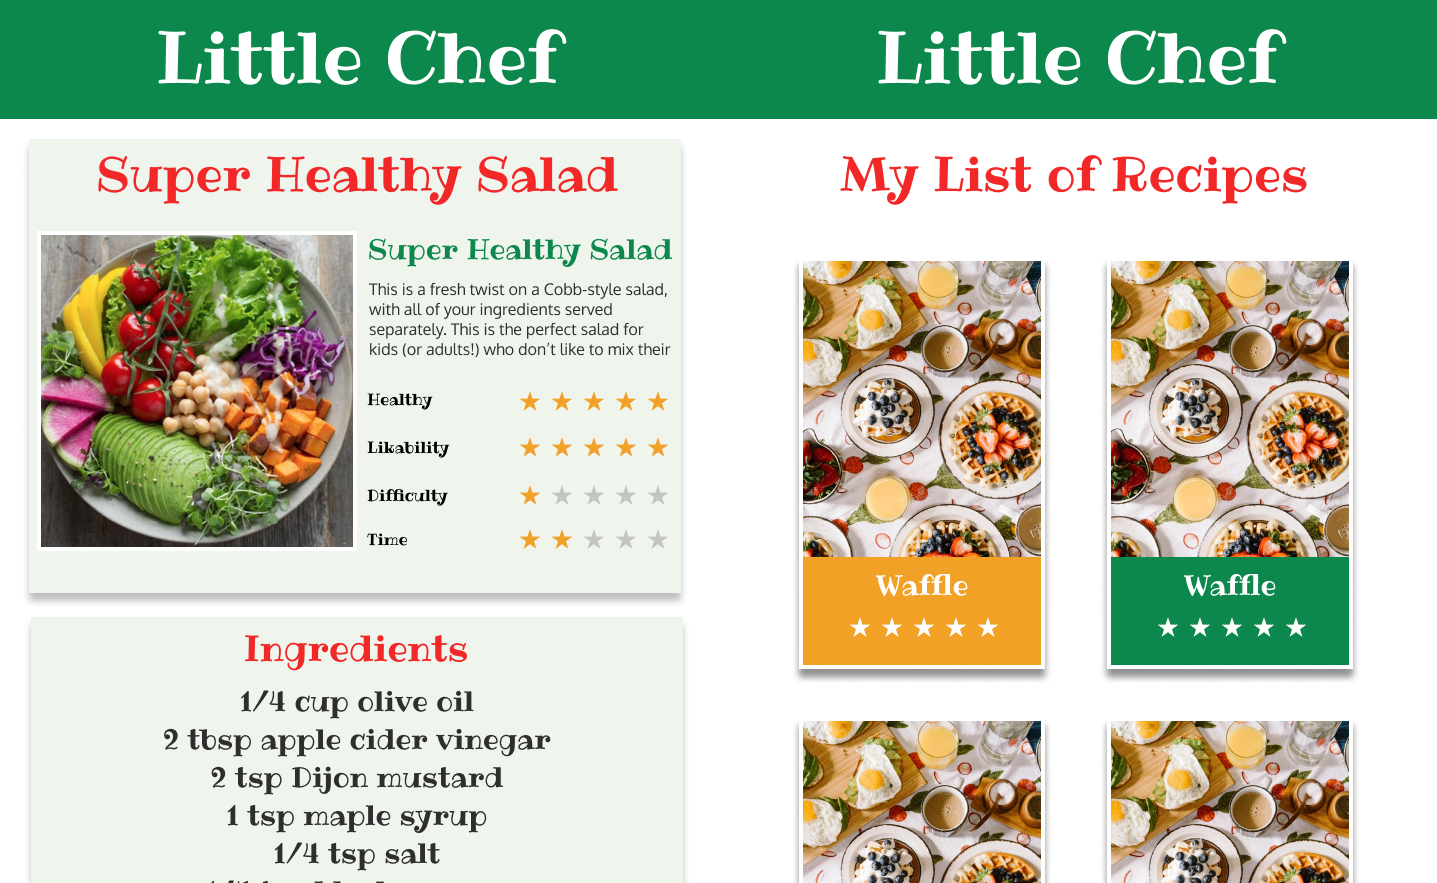 Little Chef
Super Healthy Salad
Super Healthy Salad
This is a fresh twist on a Cobb-style salad,
with all of your ingredients served
separately. This is the perfect salad for
kids (or adults!) who don't like to mix their
Healthy
Likability
Difficulty
Time
Ingredients
1/4 cup olive oil
2 tbsp apple cider vinegar
2 tsp Dijon mustard
1 tsp maple syrup
1/4 tsp salt
Little Chef
My List of Recipes
Waffle
Waffle